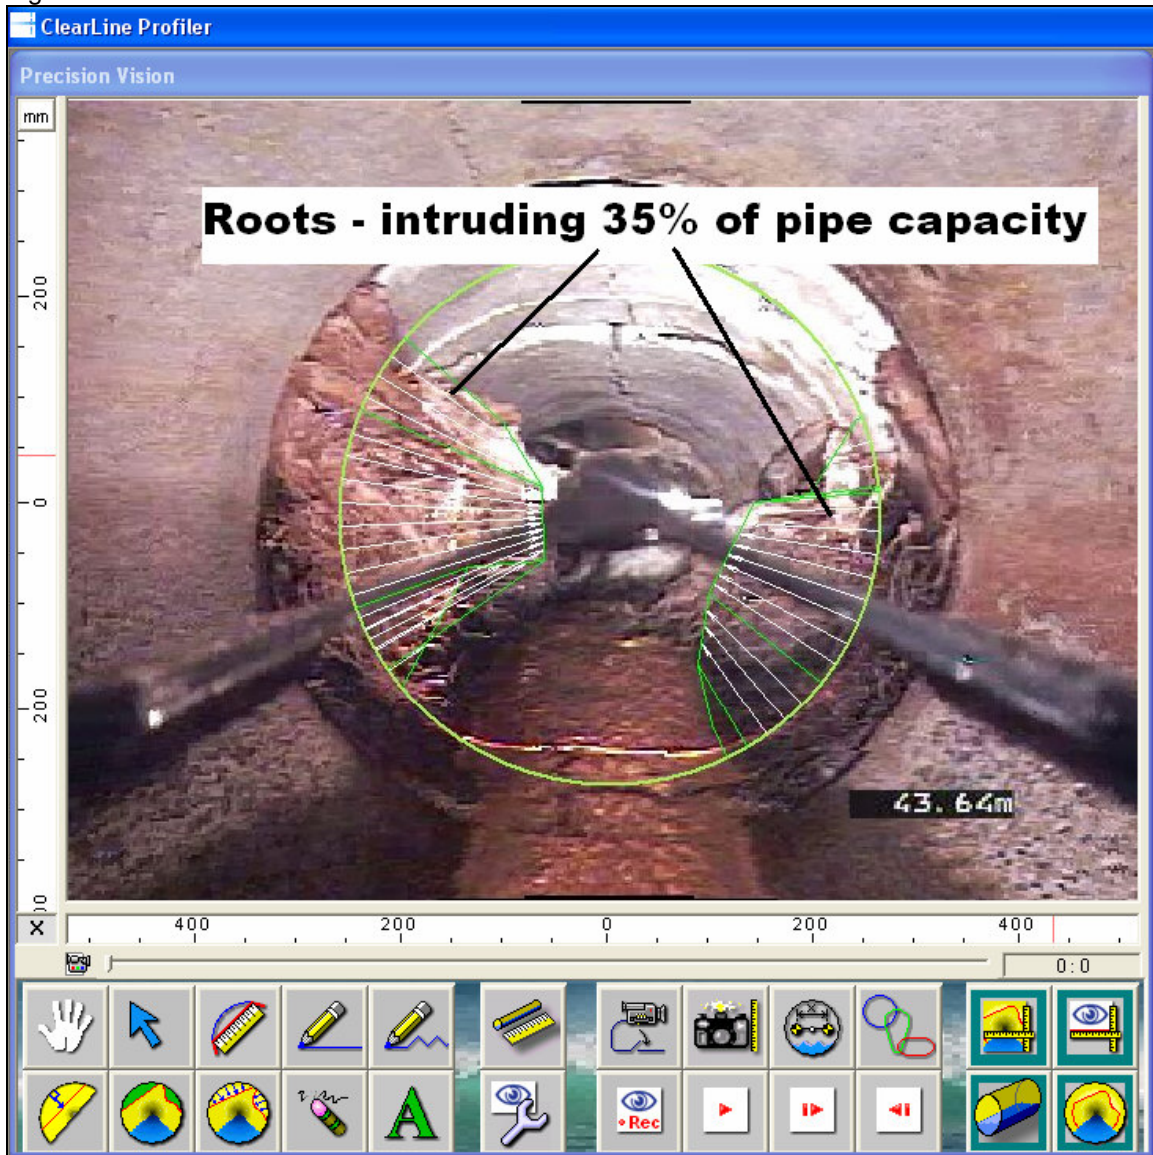 ClearLine Profiler
Precision Vision
mm
Roots - intruding 35% of pipe capacity
200
0
200
43.64m
X
400 200 0 200 400
0:0
P
A
Rec